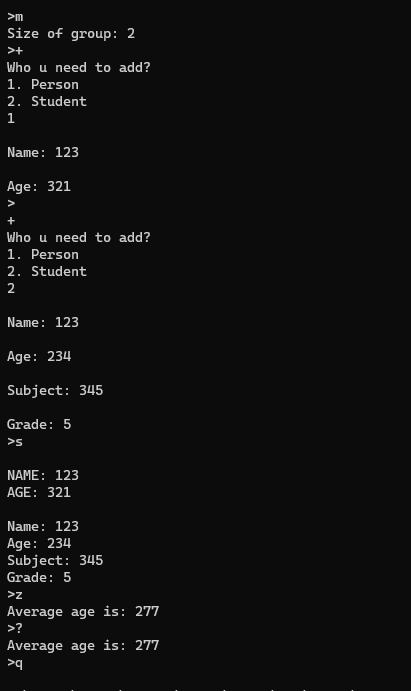 >m
Size of group: 2
>+
Who u need to add?
1. Person
2. Student
1
Name: 123
Age: 321
>
+
Who u need to add?
1. Person
2. Student
2
Name: 123
Age: 234
Subject: 345
Grade: 5
>s
NAME: 123
AGE: 321
Name: 123
Age: 234
Subject: 345
Grade: 5
>z
Average age is: 277
>?
Average age is: 277
>q